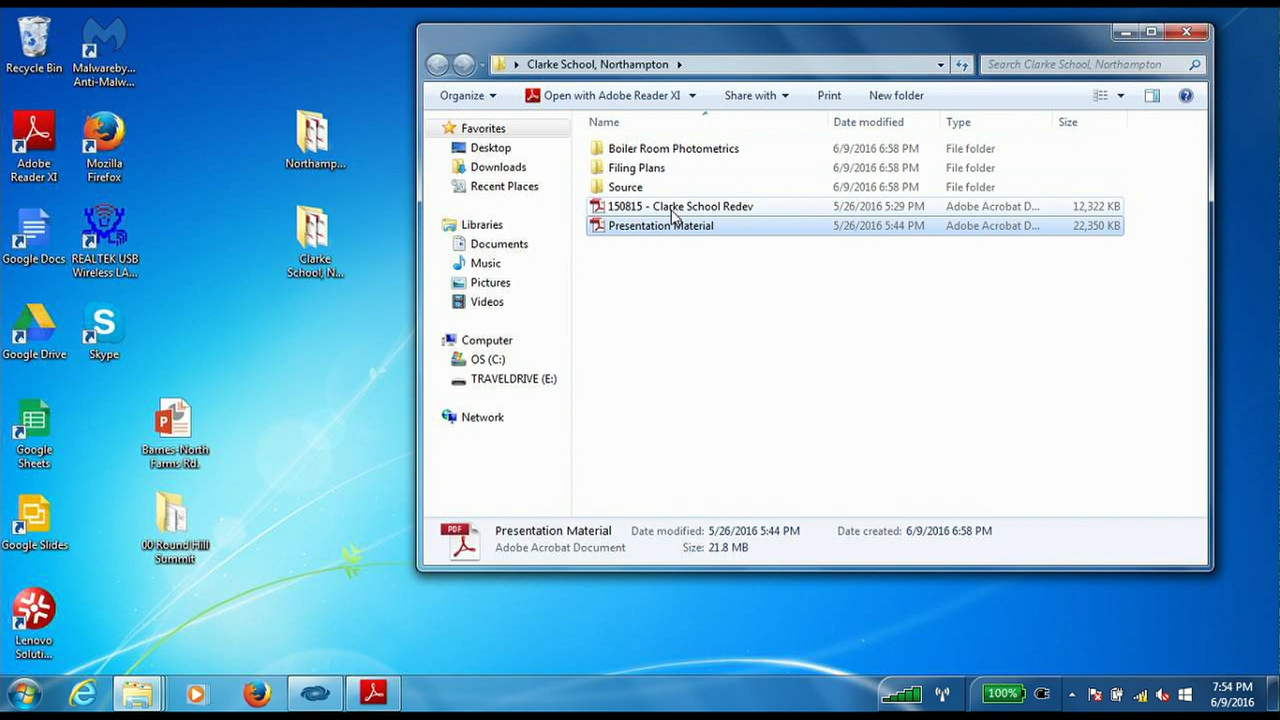 Recycle Bin
Malwareby...
Anti-Malw...
Adobe
Reader XI
Mozilla
Firefox
Northamp...
Google Docs
REALTEK USB
Wireless LA...
Clarke
School, N...
Google Drive
Skype
Google
Sheets
Barnes-North
Farms Rd.
Google Slides
00 Round Hill
Summit
Lenovo
Soluti...
Clarke School, Northampton
Search Clarke School, Northampton
Organize
Open with Adobe Reader XI
Share with
Print
New folder
Favorites
Desktop
Downloads
Recent Places
Libraries
Documents
Music
Pictures
Videos
Computer
OS (C:)
TRAVELDRIVE (E:)
Network
Name Date modified Type Size
Boiler Room Photometrics 6/9/2016 6:58 PM File folder
Filing Plans 6/9/2016 6:58 PM File folder
Source 6/9/2016 6:58 PM File folder
150815 - Clarke School Redev 5/26/2016 5:29 PM Adobe Acrobat D... 12,322 KB
Presentation Material 5/26/2016 5:44 PM Adobe Acrobat D... 22,350 KB
PDF
Presentation Material Date modified: 5/26/2016 5:44 PM Date created: 6/9/2016 6:58 PM
Adobe Acrobat Document Size: 21.8 MB
100%
7:54 PM
6/9/2016